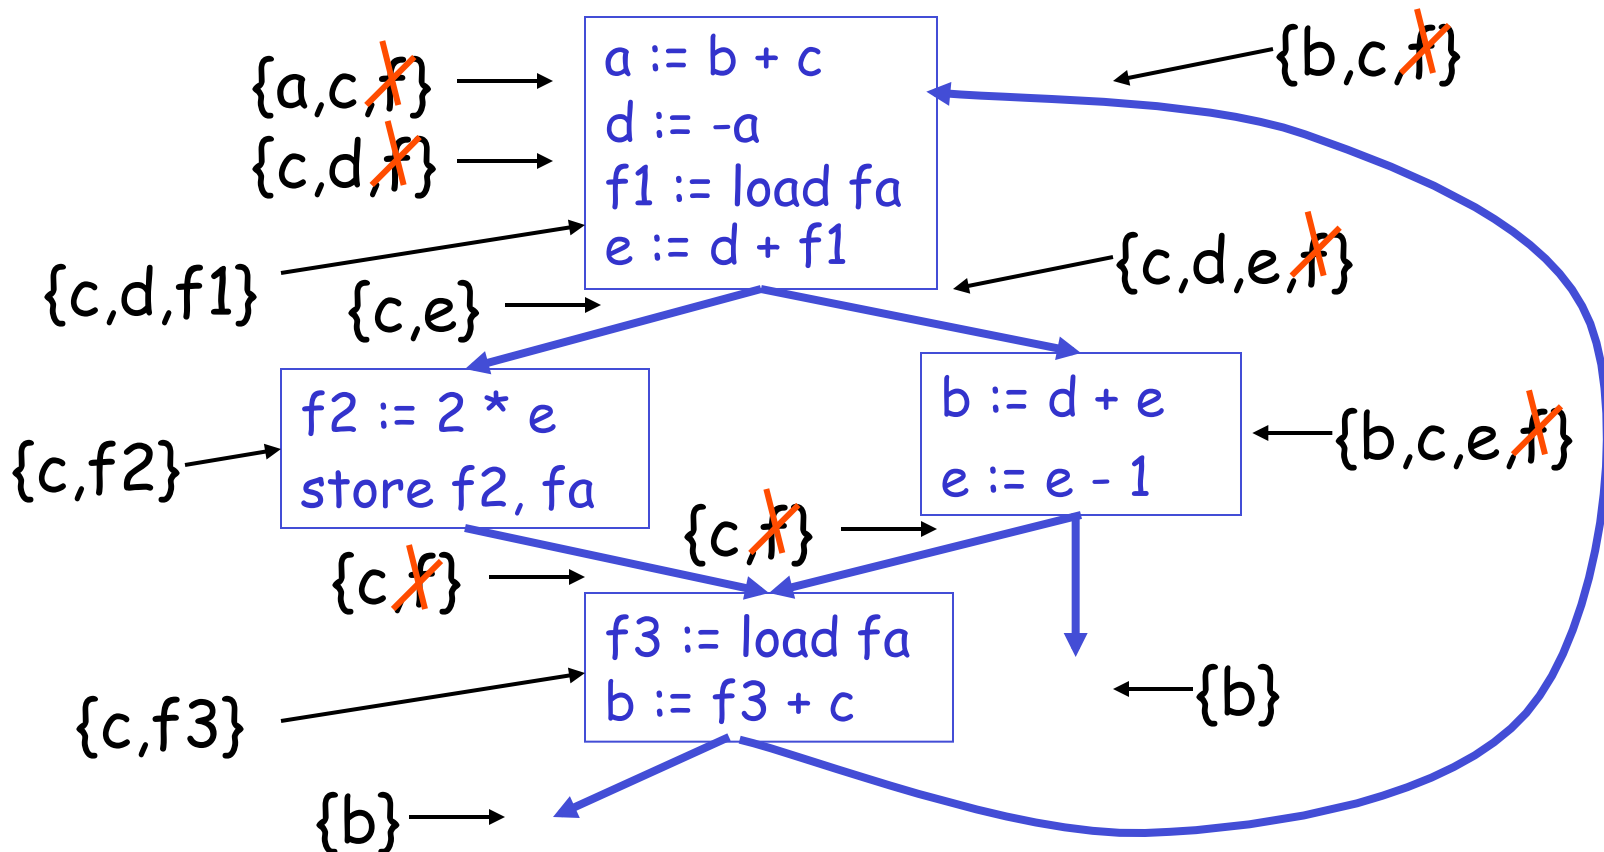 {b,c,f}
{a,c,f}
a := b + c
d := -a
{c,d,f}
f1 := load fa
e := d + f1
{c,d,e,f}
{c,d,f1}
{c,e}
f2 := 2 * e
store f2, fa
b := d + e
e := e - 1
{b,c,e,f}
{c,f2}
{c,f}
{c,f}
f3 := load fa
b := f3 + c
{b}
{c,f3}
{b}